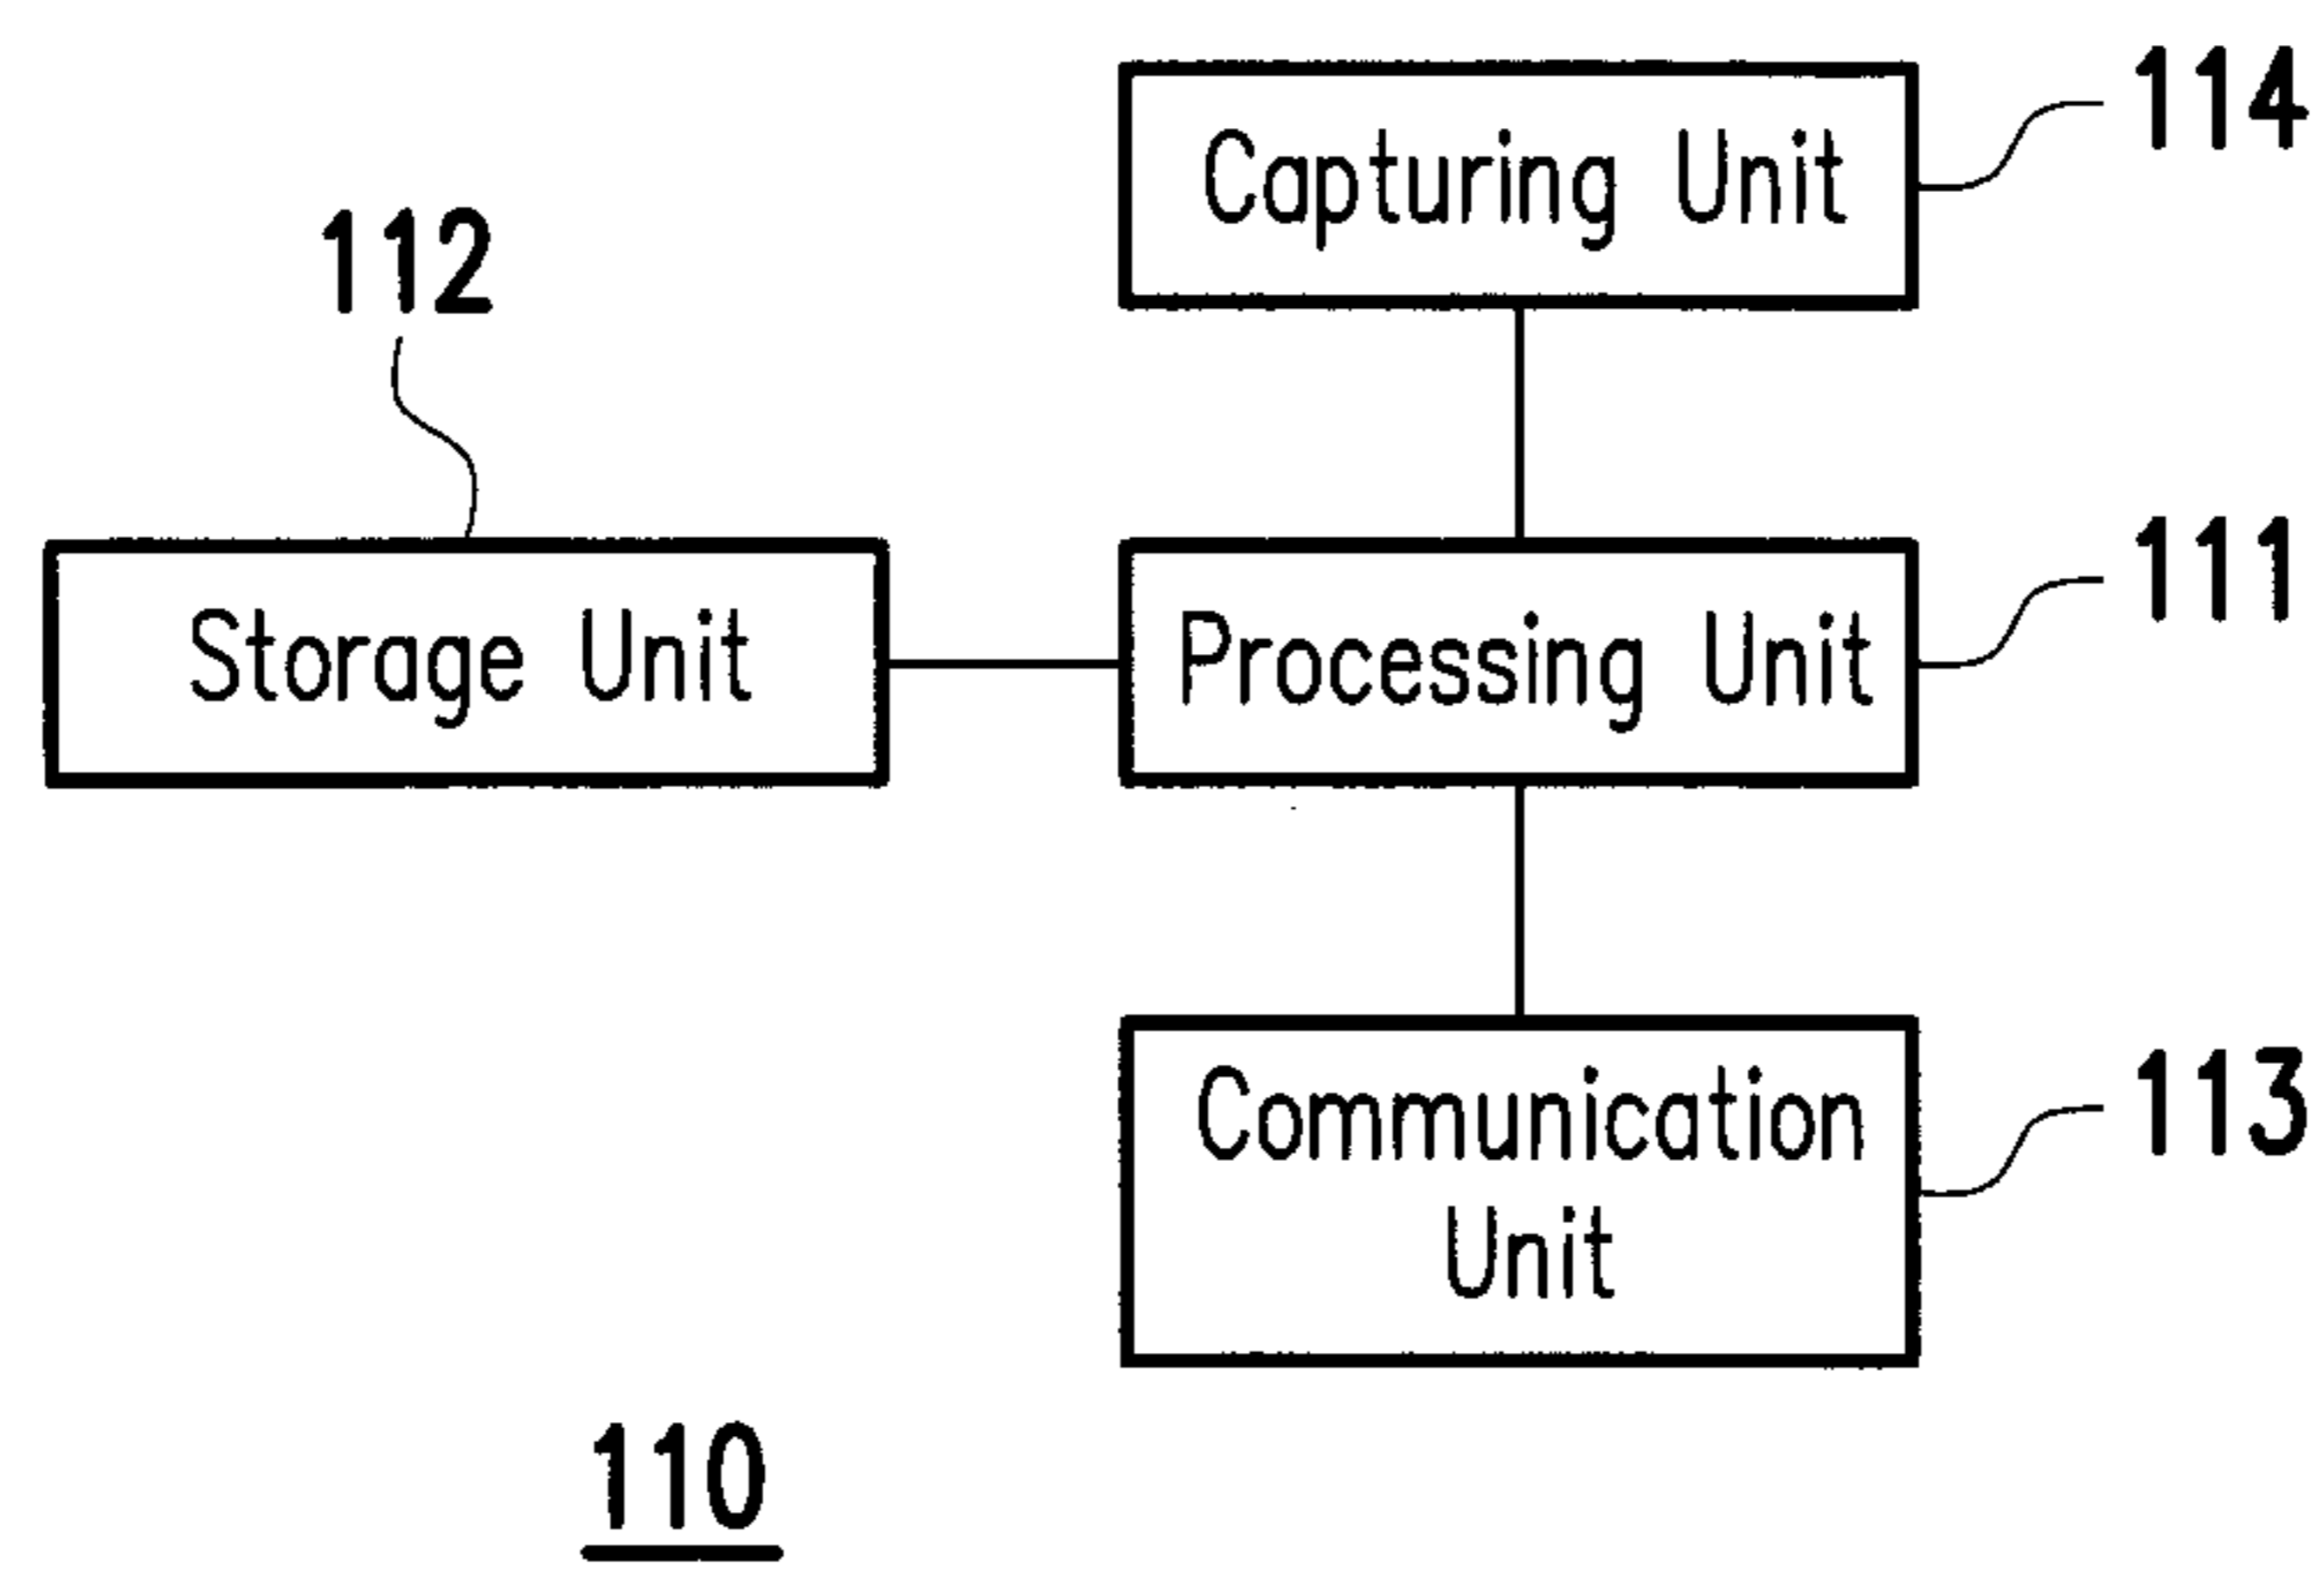 114
Capturing Unit
112
111
Storage Unit
Processing Unit
113
Communication
Unit
110